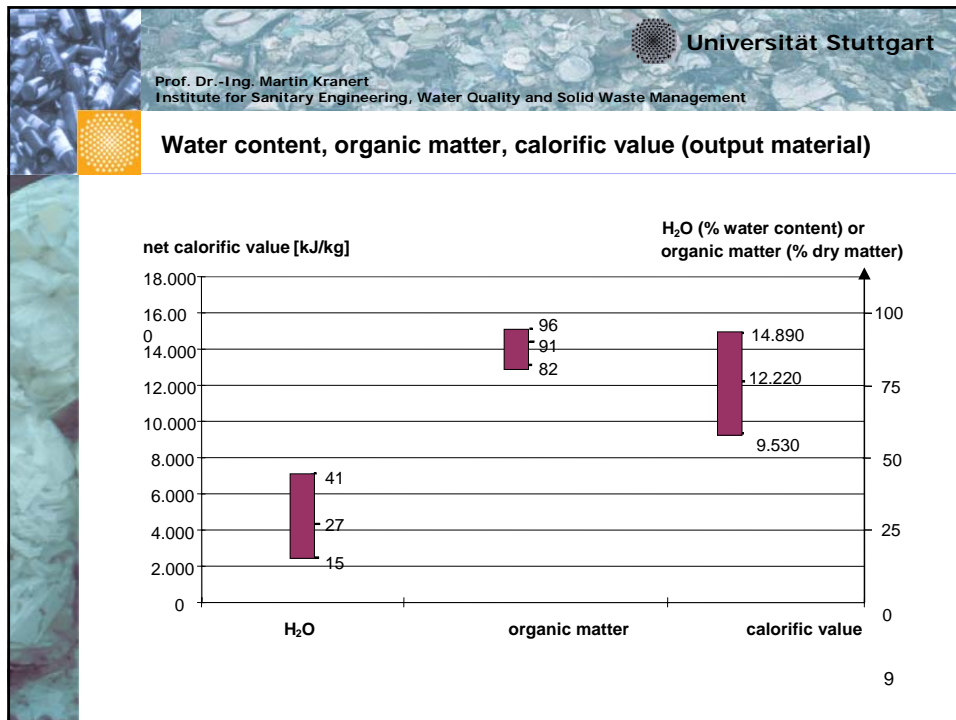 Universität Stuttgart
Prof. Dr.-Ing. Martin Kranert
Institute for Sanitary Engineering, Water Quality and Solid Waste Management
Water content, organic matter, calorific value (output material)
net calorific value [kJ/kg]
H₂O (% water content) or
organic matter (% dry matter)
18.000
16.00
0
14.000
12.000
10.000
8.000
6.000
4.000
2.000
0
41
27
15
96
91
82
14.890
12.220
9.530
100
75
50
25
0
H₂O
organic matter
calorific value
9